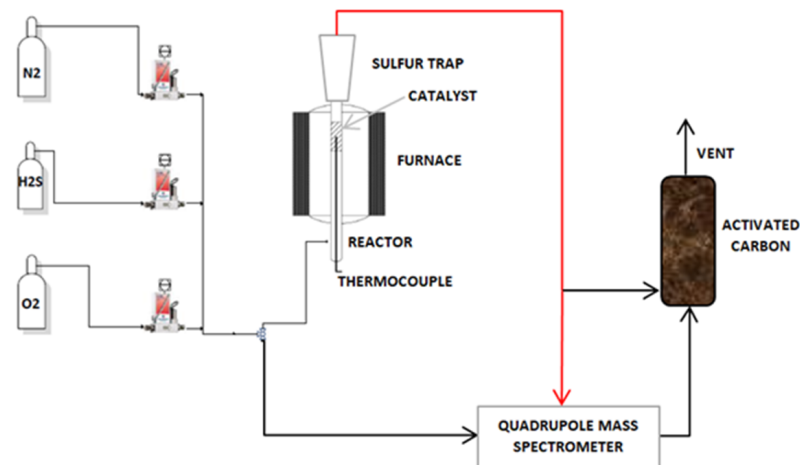 N2
H2S
O2
SULFUR TRAP
CATALYST
FURNACE
REACTOR
THERMOCOUPLE
VENT
ACTIVATED
CARBON
QUADRUPOLE MASS
SPECTROMETER